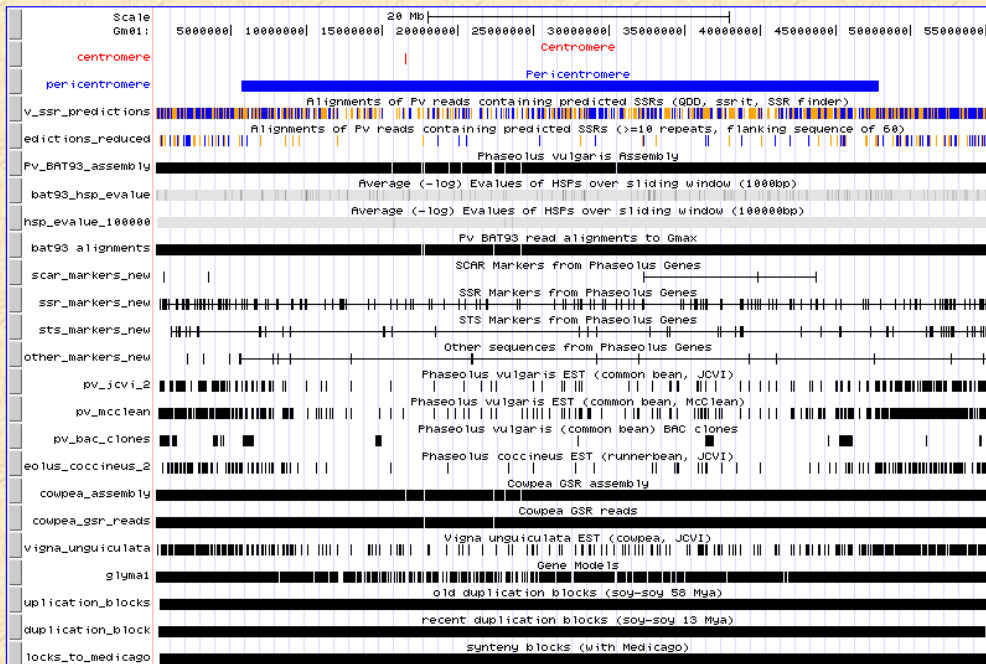 Scale 20 Mb
Gm01: 5000000 10000000 15000000 20000000 25000000 30000000 35000000 40000000 45000000 50000000 55000000
Centromere
centromere
Pericentromere
pericentromere
Alignments of Pv reads containing predicted SSRs (QDD, ssrit, SSR finder)
v_ssr_predictions
Alignments of Pv reads containing predicted SSRs (>=10 repeats, flanking sequence of 60)
edictions_reduced
Phaseolus vulgaris Assembly
Pv_BAT93_assembly
Average (-log) Evalues of HSPs over sliding window (1000bp)
bat93_hsp_evalue
Average (-log) Evalues of HSPs over sliding window (100000bp)
hsp_evalue_100000
Pv BAT93 read alignments to Gmax
bat93 alignments
SCAR Markers from Phaseolus Genes
scar_markers_new
SSR Markers from Phaseolus Genes
ssr_markers_new
STS Markers from Phaseolus Genes
sts_markers_new
Other sequences from Phaseolus Genes
other_markers_new
Phaseolus vulgaris EST (common bean, JCVI)
pv_jcvi_2
Phaseolus vulgaris EST (common bean, McClean)
pv_mcclean
Phaseolus vulgaris (common bean) BAC clones
pv_bac_clones
Phaseolus coccineus EST (runnerbean, JCVI)
eolus_coccineus_2
Cowpea GSR assembly
cowpea_assembly
Cowpea GSR reads
cowpea_gsr_reads
Vigna unguiculata EST (cowpea, JCVI)
vigna_unguiculata
Gene Models
glyma1
old duplication blocks (soy-soy 58 Mya)
uplication_blocks
recent duplication blocks (soy-soy 13 Mya)
duplication_block
synteny blocks (with Medicago)
locks_to_medicago